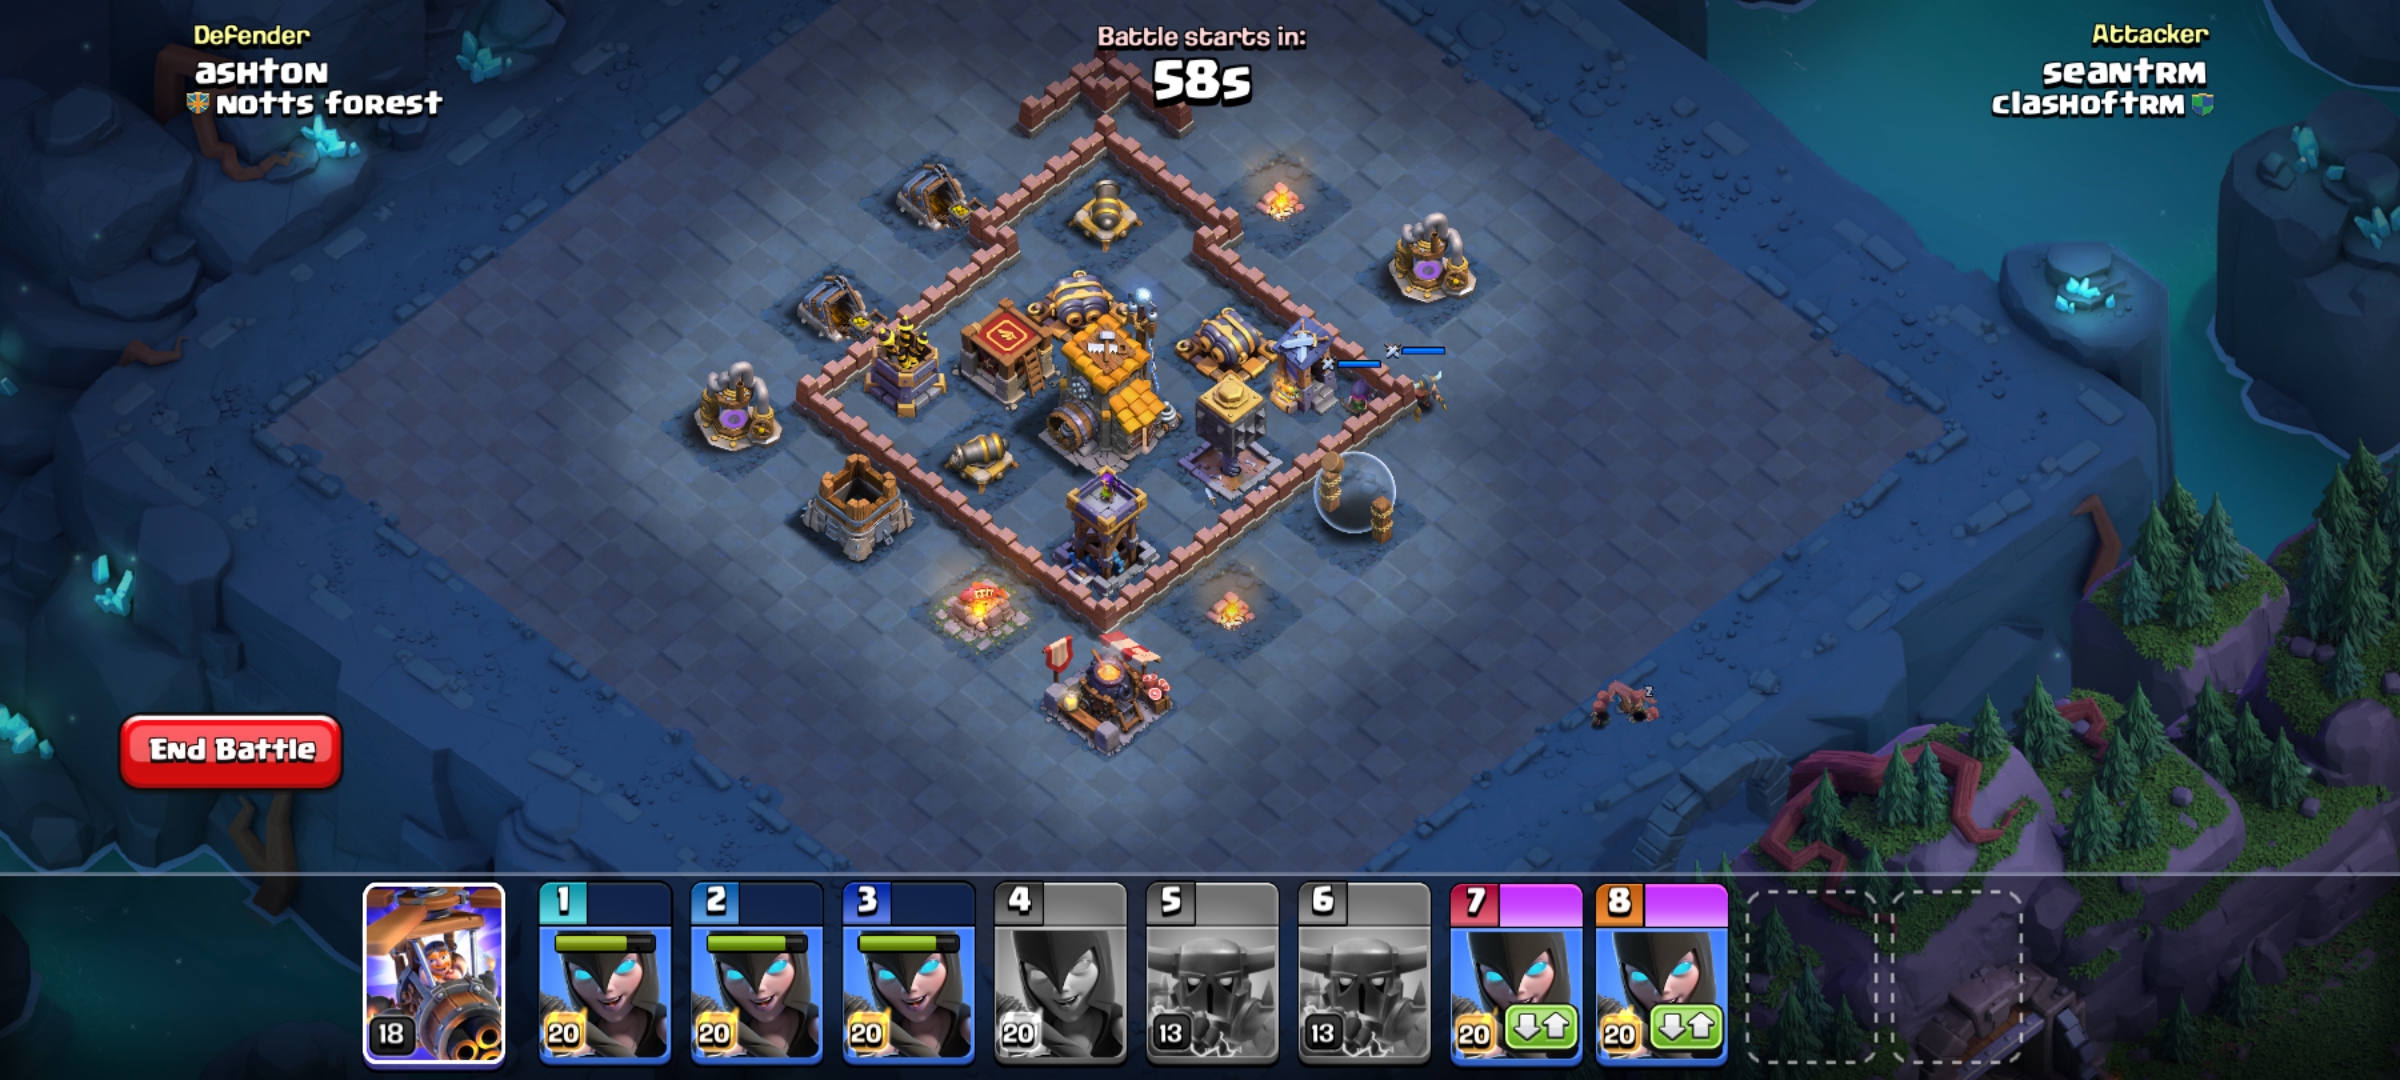 Defender
ashton
notts forest
Battle starts in:
58s
Attacker
seantrm
clashoftrm
z
End Battle
18
1
20
2
20
3
20
4
20
5
13
6
13
7
20
8
20